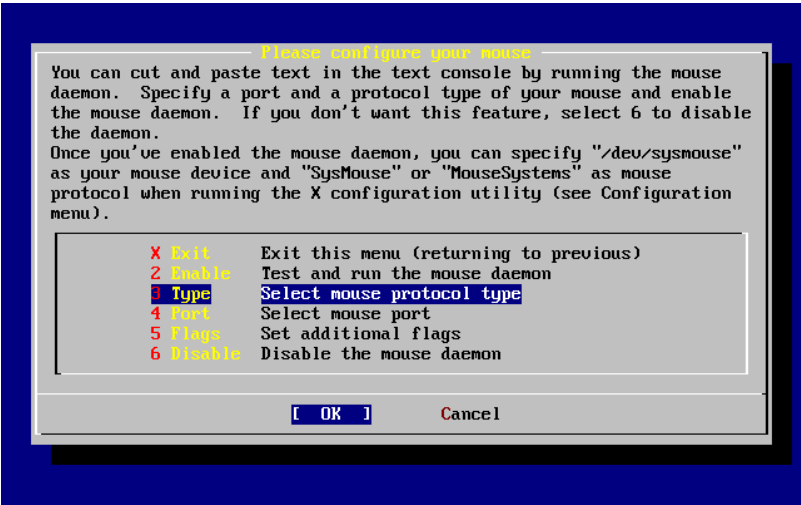 Please configure your mouse
You can cut and paste text in the text console by running the mouse
daemon.  Specify a port and a protocol type of your mouse and enable
the mouse daemon.  If you don't want this feature, select 6 to disable
the daemon.
Once you've enabled the mouse daemon, you can specify "/dev/sysmouse"
as your mouse device and "SysMouse" or "MouseSystems" as mouse
protocol when running the X configuration utility (see Configuration
menu).
X Exit     Exit this menu (returning to previous)
2 Enable   Test and run the mouse daemon
3 Type     Select mouse protocol type
4 Port     Select mouse port
5 Flags    Set additional flags
6 Disable  Disable the mouse daemon
[  OK  ]       Cancel